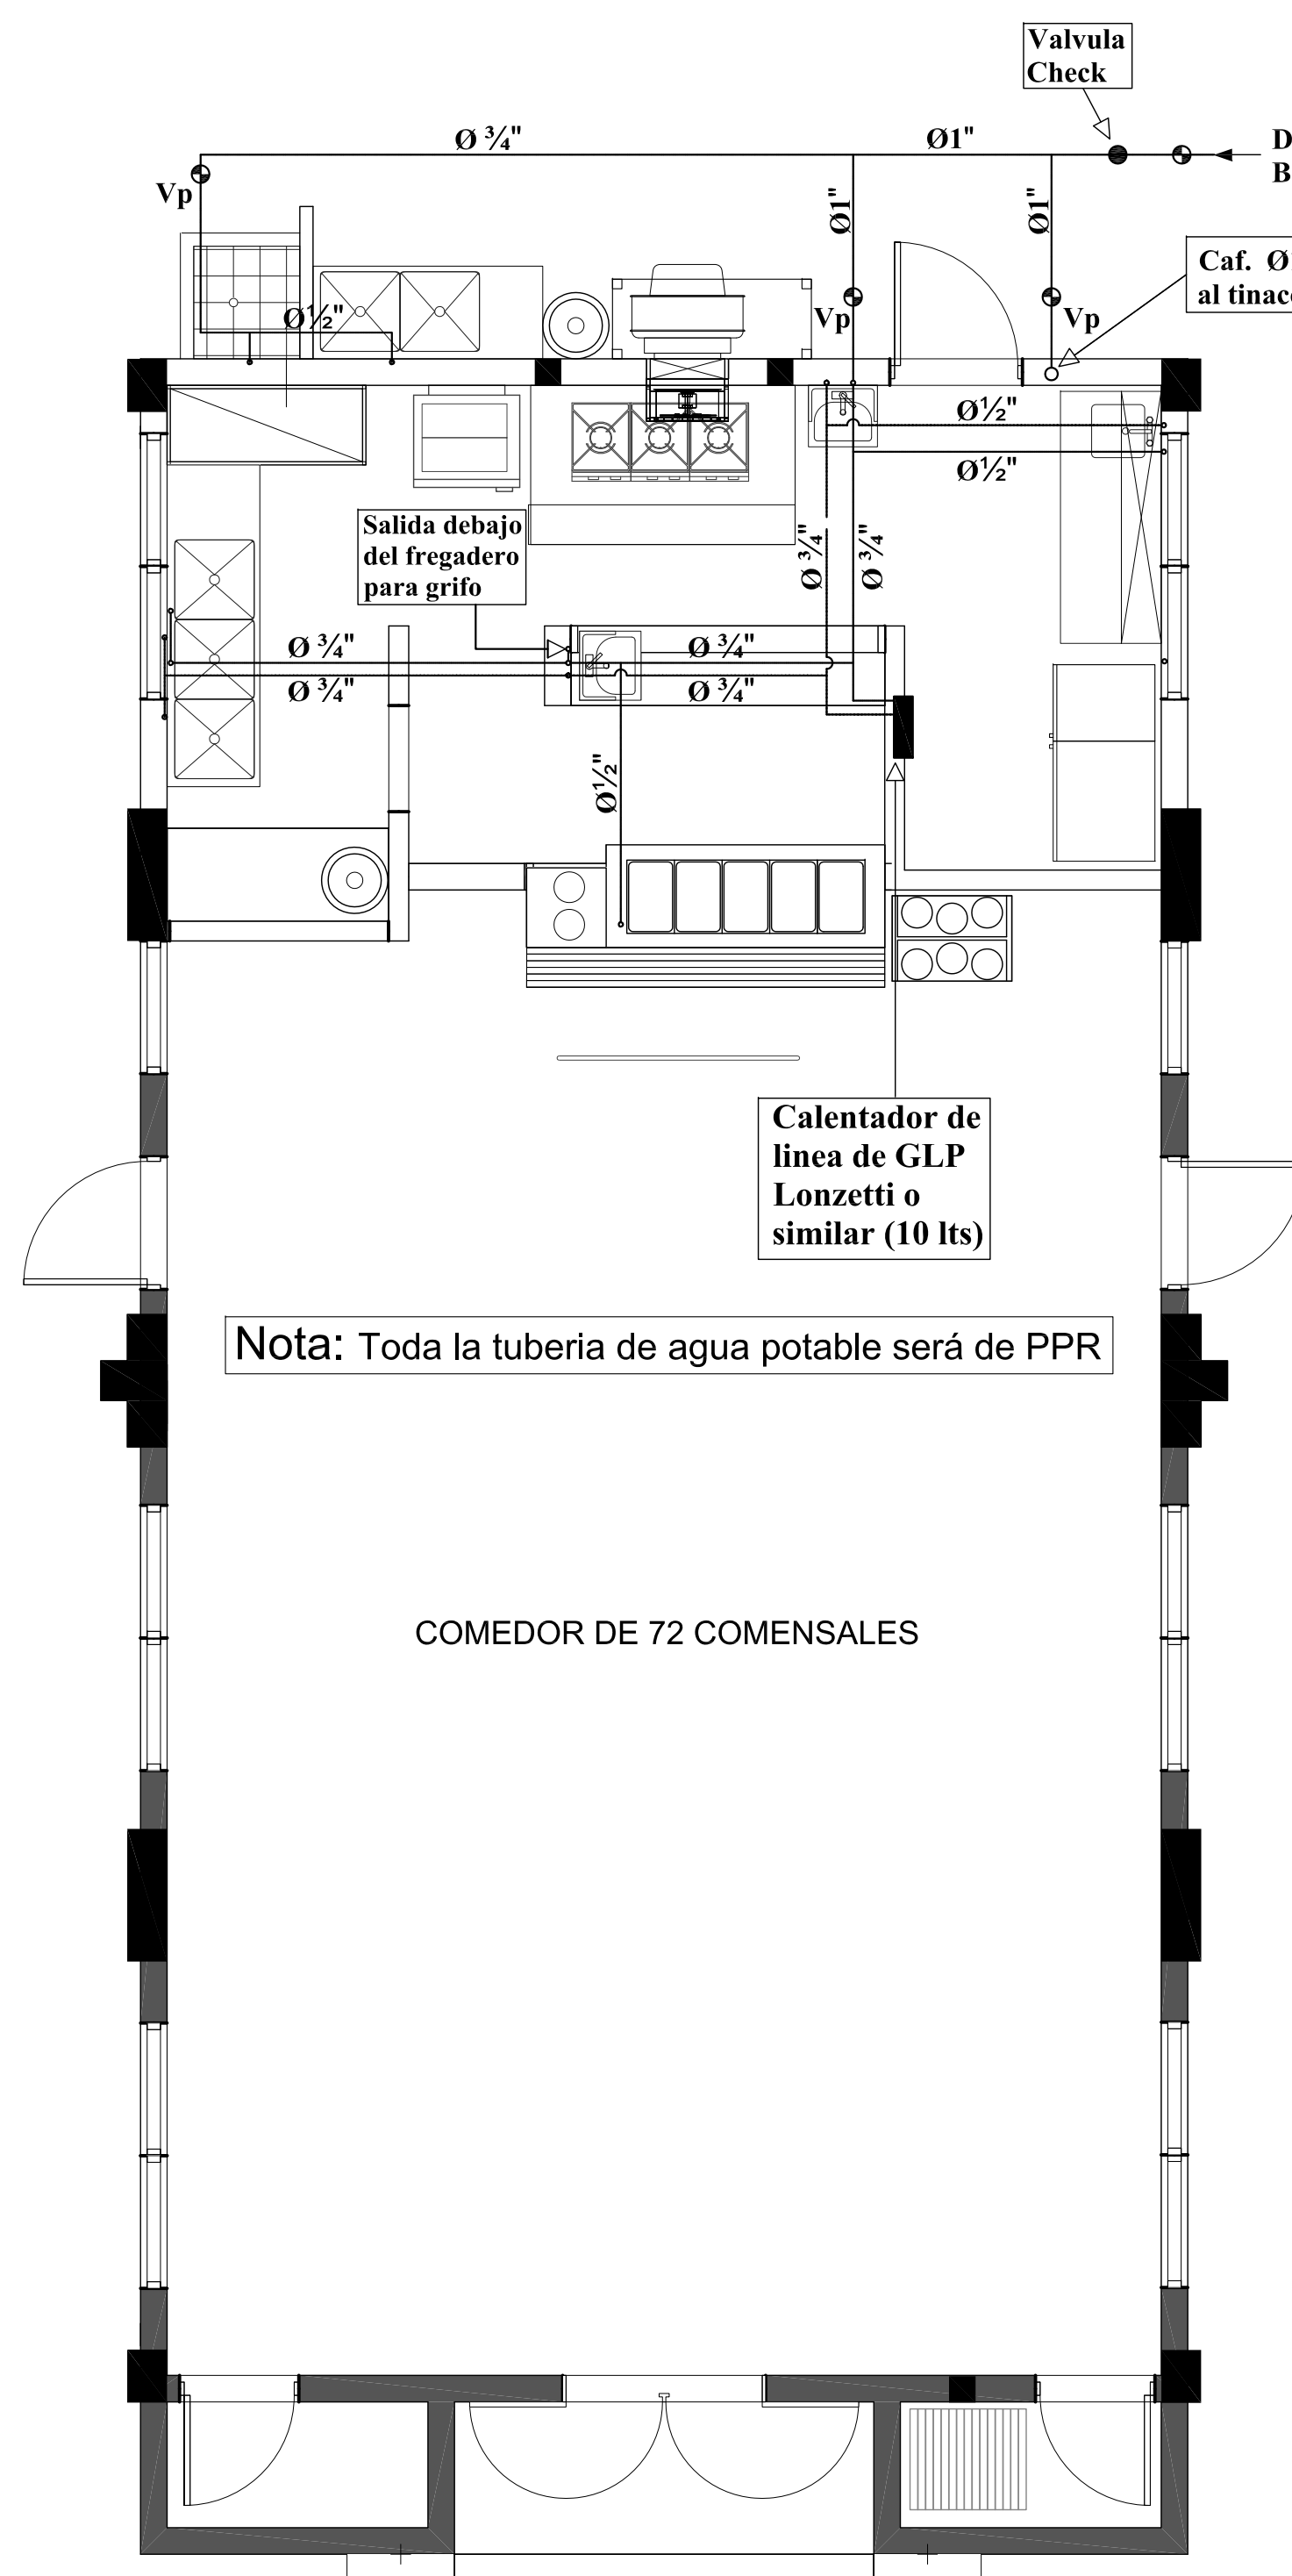 Valvula
Check
Ø ¾"
Ø1"
D
B
Vp
Ø1"
Ø1"
Caf. Ø1
al tinaco
Ø½"
Vp
Vp
Ø½"
Ø½"
Salida debajo
del fregadero
para grifo
Ø ¾"
Ø ¾"
Ø ¾"
Ø ¾"
Ø ¾"
Ø ¾"
Ø½"
Calentador de
linea de GLP
Lonzetti o
similar (10 lts)
Nota: Toda la tuberia de agua potable será de PPR
COMEDOR DE 72 COMENSALES